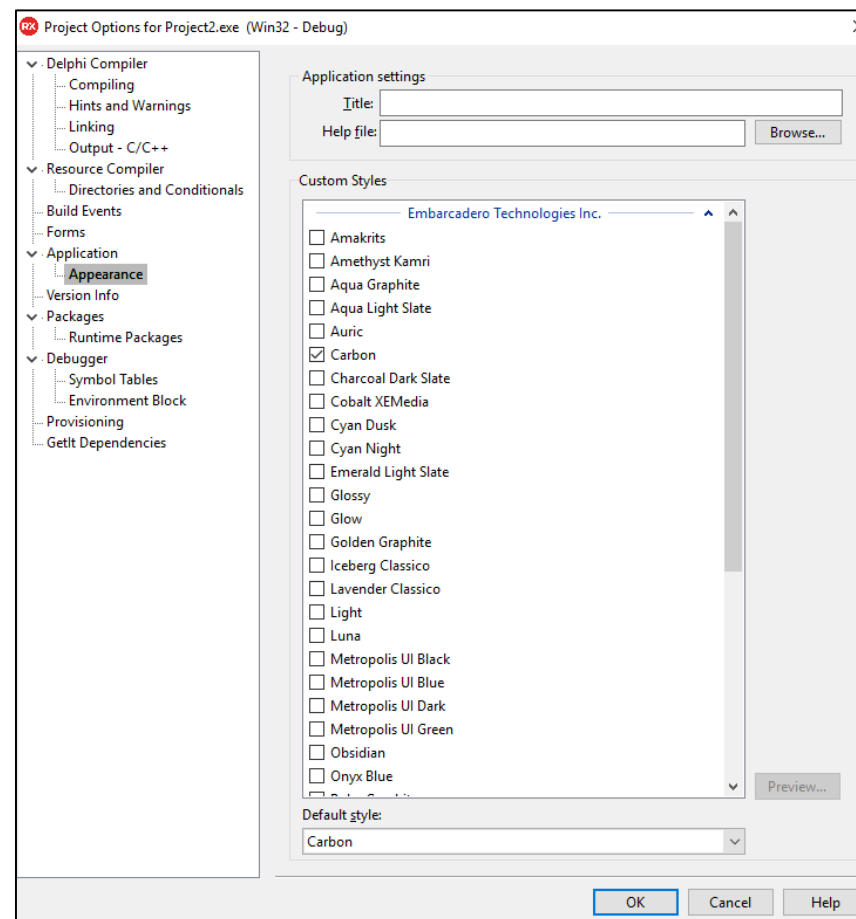 RX Project Options for Project2.exe (Win32 - Debug)
Delphi Compiler
Compiling
Hints and Warnings
Linking
Output - C/C++
Resource Compiler
Directories and Conditionals
Build Events
Forms
Application
Appearance
Version Info
Packages
Runtime Packages
Debugger
Symbol Tables
Environment Block
Provisioning
GetIt Dependencies
Application settings
Title:
Help file:
Browse...
Custom Styles
Embarcadero Technologies Inc.
Amakrits
Amethyst Kamri
Aqua Graphite
Aqua Light Slate
Auric
Carbon
Charcoal Dark Slate
Cobalt XEMedia
Cyan Dusk
Cyan Night
Emerald Light Slate
Glossy
Glow
Golden Graphite
Iceberg Classico
Lavender Classico
Light
Luna
Metropolis UI Black
Metropolis UI Blue
Metropolis UI Dark
Metropolis UI Green
Obsidian
Onyx Blue
Preview...
Default style:
Carbon
OK
Cancel
Help